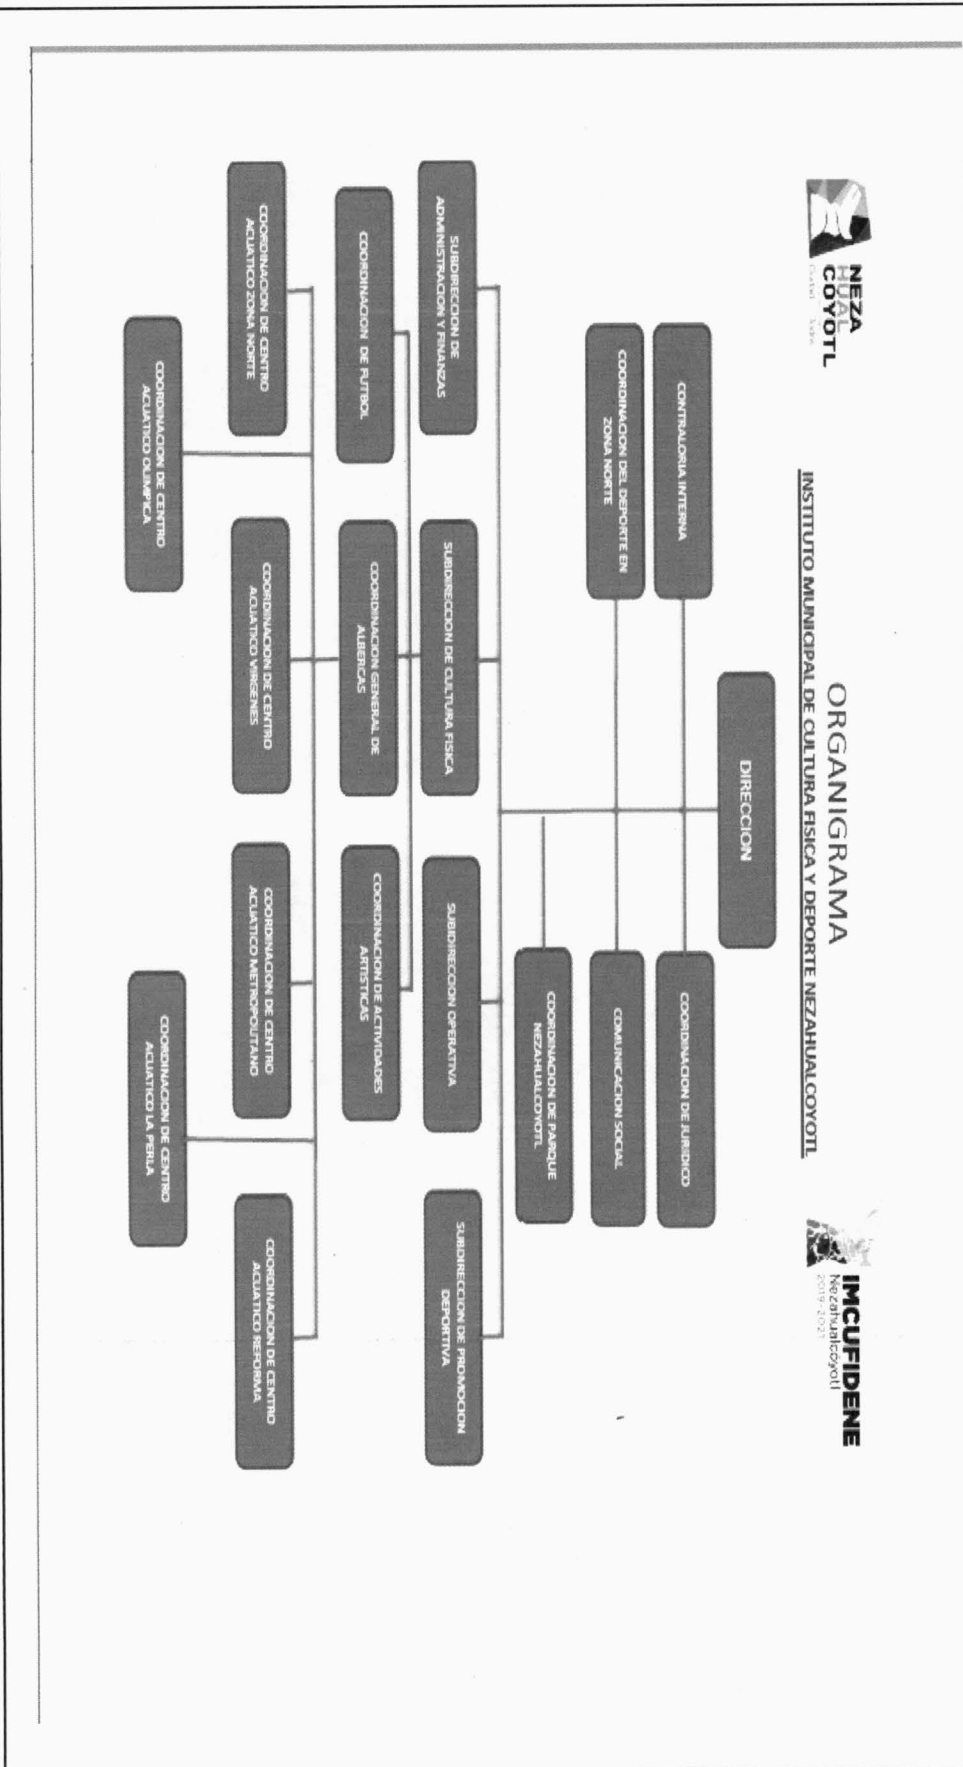 NEZA
HUAL
COYOTL
ORGANIGRAMA
INSTITUTO MUNICIPAL DE CULTURA FISICA Y DEPORTE NEZAHUALCOYOTL
IMCUFIDENE
Nezahualcóyotl
2019-2021
DIRECCION
CONTRALORIA INTERNA
COORDINACION DE JURIDICO
COORDINACION DEL DEPORTE EN
ZONA NORTE
COMUNICACION SOCIAL
COORDINACION DE PARQUE
NEZAHUALCOYOTL
SUBDIRECCION DE
ADMINISTRACION Y FINANZAS
SUBDIRECCION DE CULTURA FISICA
SUBIDIRECCION OPERATIVA
SUBDIRECCION DE PROMOCION
DEPORTIVA
COORDINACION DE FUTBOL
COORDINACION GENERAL DE
ALBERCAS
COORDINACION DE ACTIVIDADES
ARTISTICAS
COORDINACION DE CENTRO
ACUATICO ZONA NORTE
COORDINACION DE CENTRO
ACUATICO VIRGENES
COORDINACION DE CENTRO
ACUATICO METROPOLITANO
COORDINACION DE CENTRO
ACUATICO REFORMA
COORDINACION DE CENTRO
ACUATICO OLIMPICA
COORDINACION DE CENTRO
ACUATICO LA PERLA